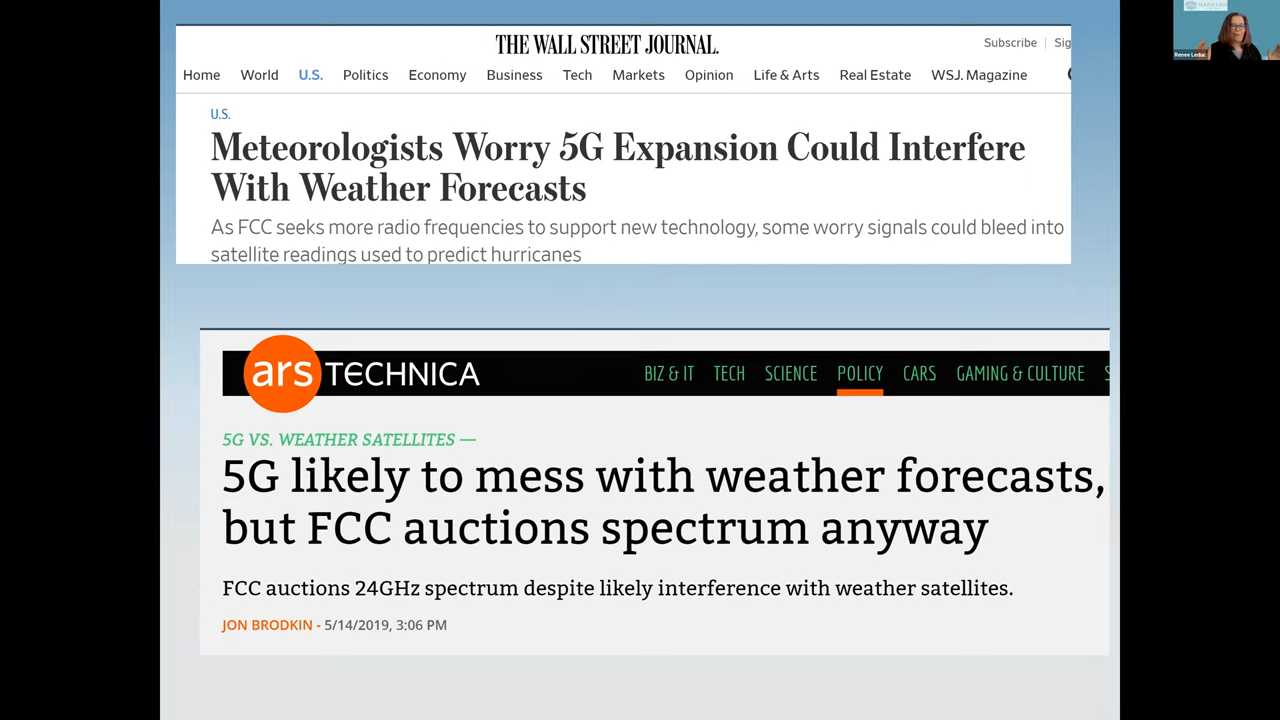 THE WALL STREET JOURNAL.
Subscribe | Sig
Home World U.S. Politics Economy Business Tech Markets Opinion Life & Arts Real Estate WSJ. Magazine
U.S.
Meteorologists Worry 5G Expansion Could Interfere
With Weather Forecasts
As FCC seeks more radio frequencies to support new technology, some worry signals could bleed into
satellite readings used to predict hurricanes
ars TECHNICA
BIZ & IT TECH SCIENCE POLICY CARS GAMING & CULTURE S
5G VS. WEATHER SATELLITES —
5G likely to mess with weather forecasts,
but FCC auctions spectrum anyway
FCC auctions 24GHz spectrum despite likely interference with weather satellites.
JON BRODKIN - 5/14/2019, 3:06 PM
NARAYAN
Renee Leduc